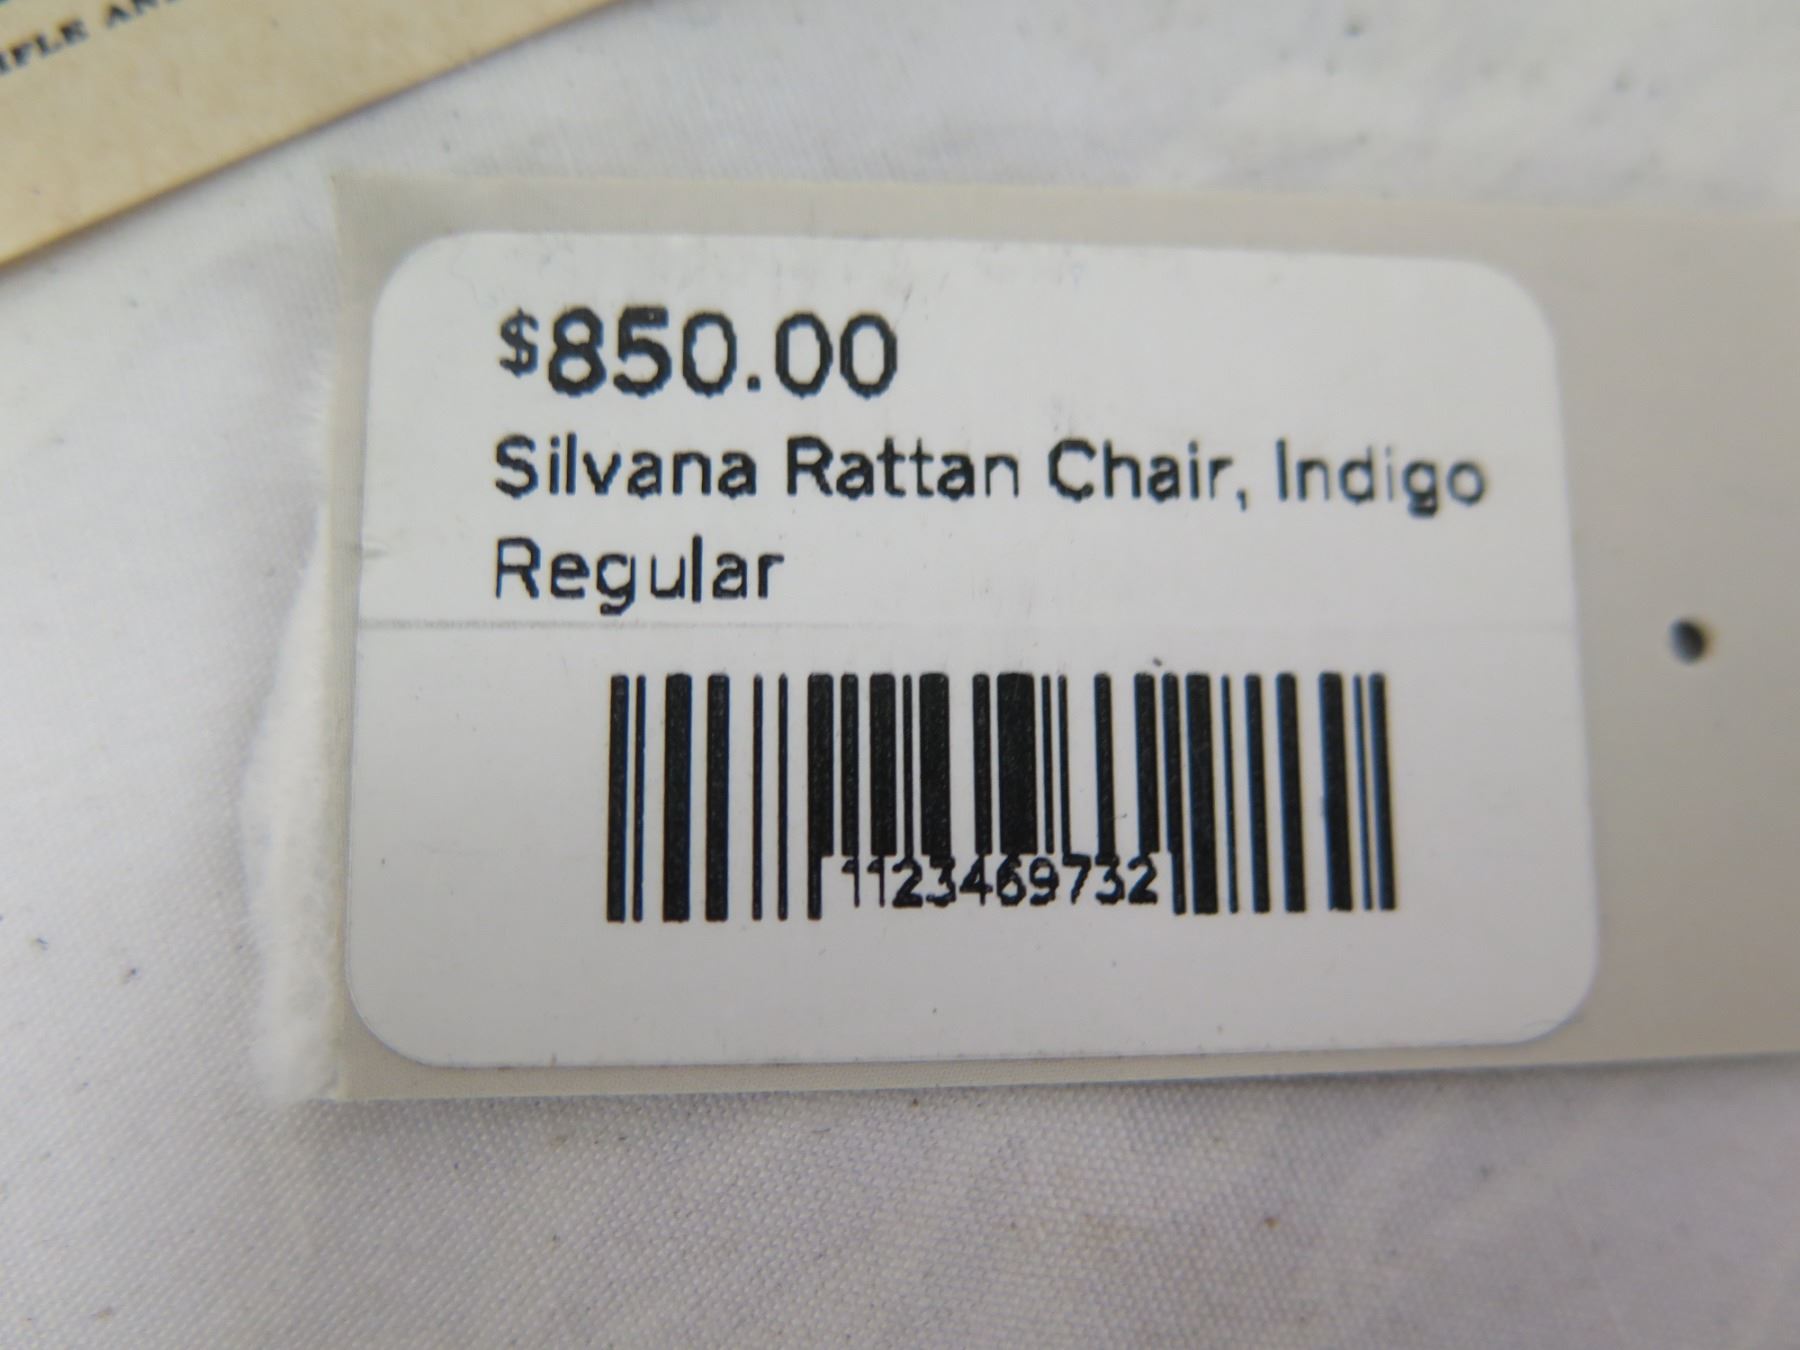 $850.00
Silvana Rattan Chair, Indigo
Regular
1123469732